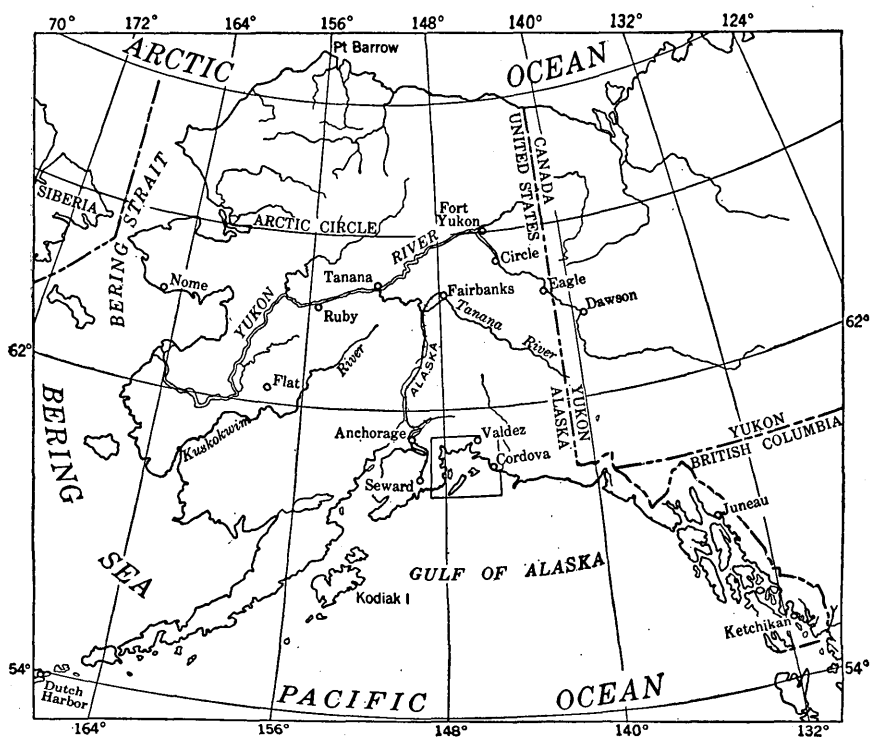 70° 172° 164° 156° 148° 140° 132° 124°
ARCTIC OCEAN
Pt Barrow
CANADA
UNITED STATES
SIBERIA
BERING STRAIT
ARCTIC CIRCLE
Fort
Yukon
Circle
YUKON RIVER
Nome
Tanana
Fairbanks
Eagle
Ruby
Tanana River
Dawson
62° 62°
Flat
Kuskokwim River
ALASKA
YUKON
ALASKA
BERING SEA
Anchorage
Valdez
Cordova
YUKON
BRITISH COLUMBIA
Seward
Juneau
GULF OF ALASKA
Kodiak I
Ketchikan
54° 54°
Dutch
Harbor
PACIFIC OCEAN
164° 156° 148° 140° 132°